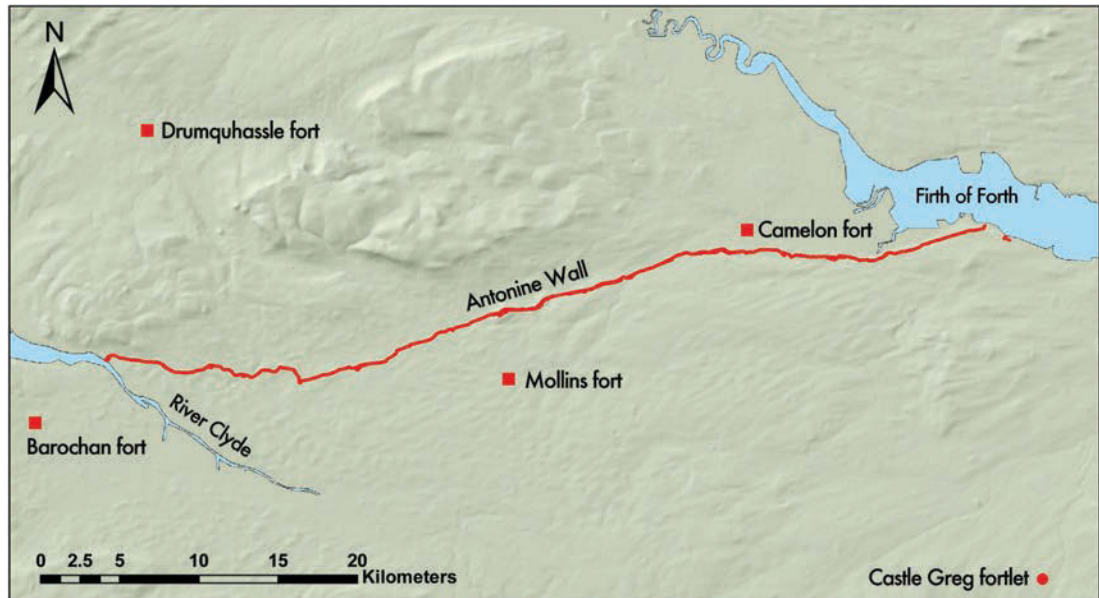 N
Drumquhassle fort
Firth of Forth
Camelon fort
Antonine Wall
Mollins fort
River Clyde
Barochan fort
0 2.5 5 10 15 20
Kilometers
Castle Greg fortlet